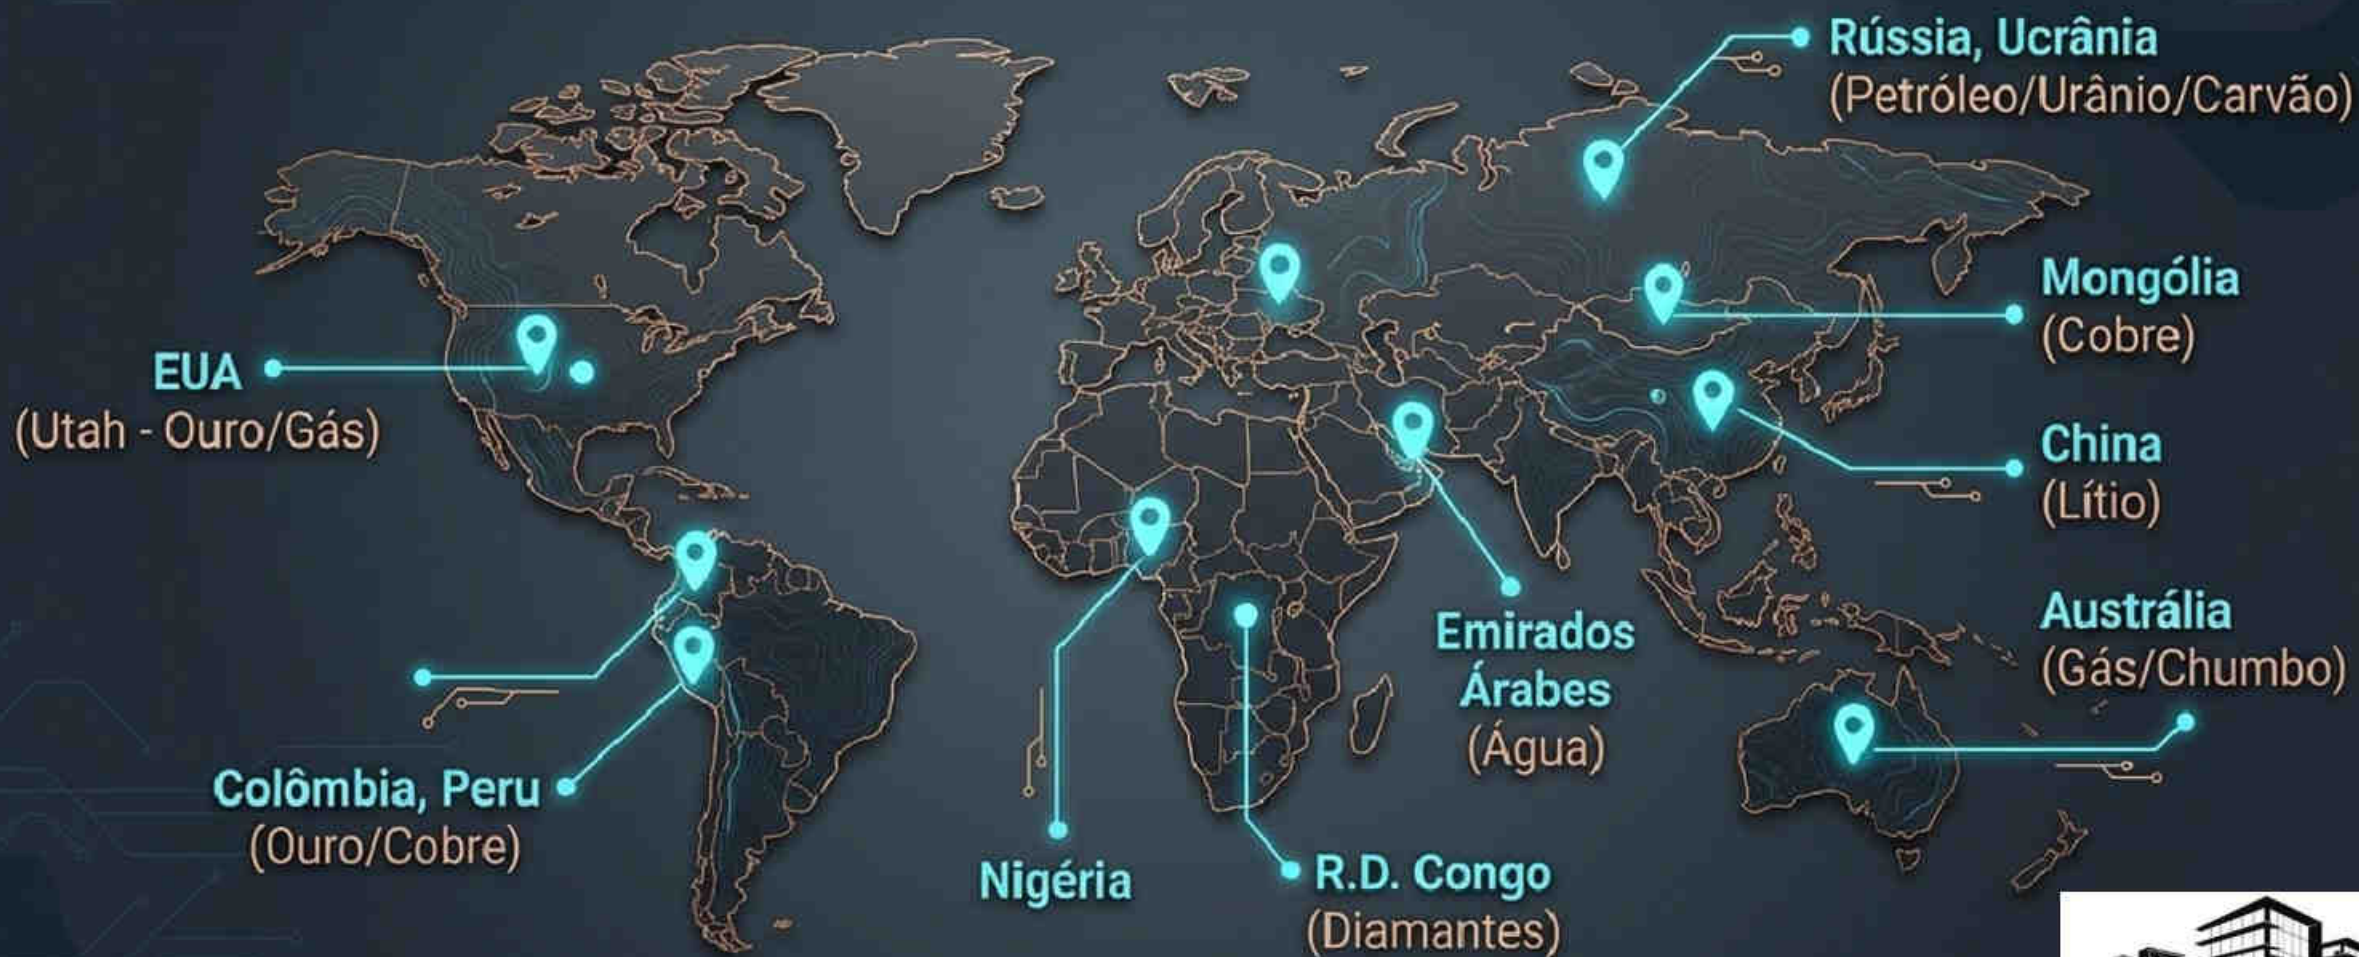 Rússia, Ucrânia
(Petróleo/Urânio/Carvão)
Mongólia
(Cobre)
EUA
(Utah - Ouro/Gás)
China
(Lítio)
Austrália
(Gás/Chumbo)
Emirados
Árabes
(Água)
Colômbia, Peru
(Ouro/Cobre)
Nigéria
R.D. Congo
(Diamantes)